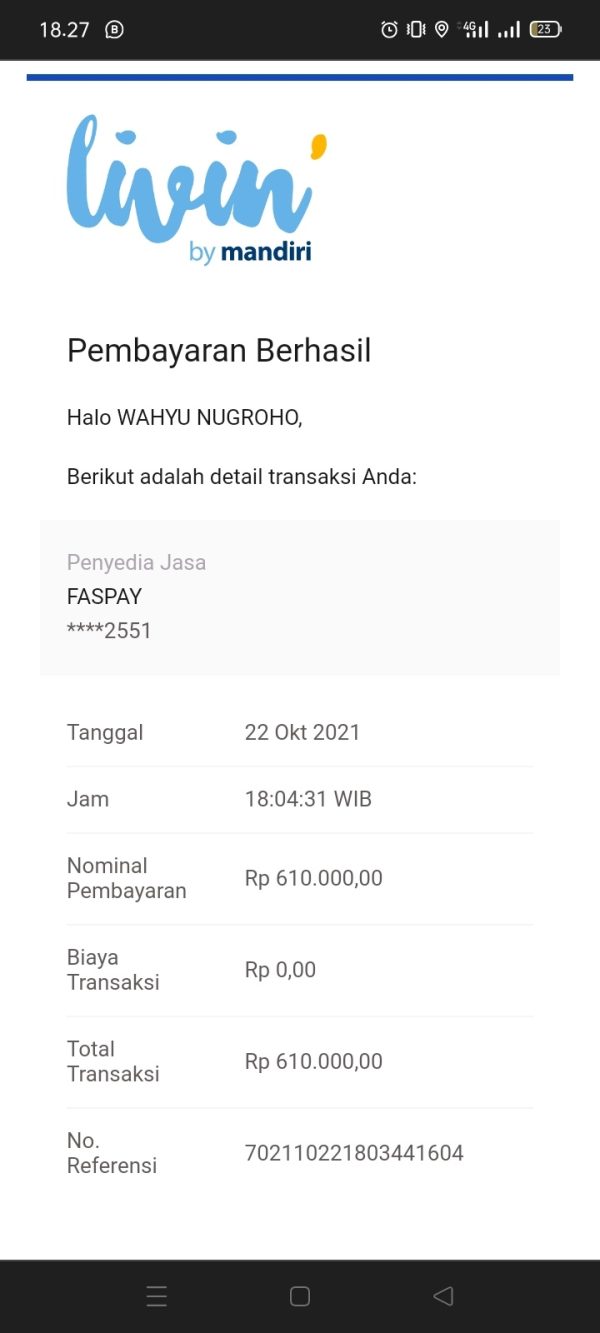 18.27
4G
23
livin'
by mandiri
Pembayaran Berhasil
Halo WAHYU NUGROHO,
Berikut adalah detail transaksi Anda:
Penyedia Jasa
FASPAY
****2551
Tanggal 22 Okt 2021
Jam 18:04:31 WIB
Nominal
Pembayaran Rp 610.000,00
Biaya
Transaksi Rp 0,00
Total
Transaksi Rp 610.000,00
No.
Referensi 702110221803441604